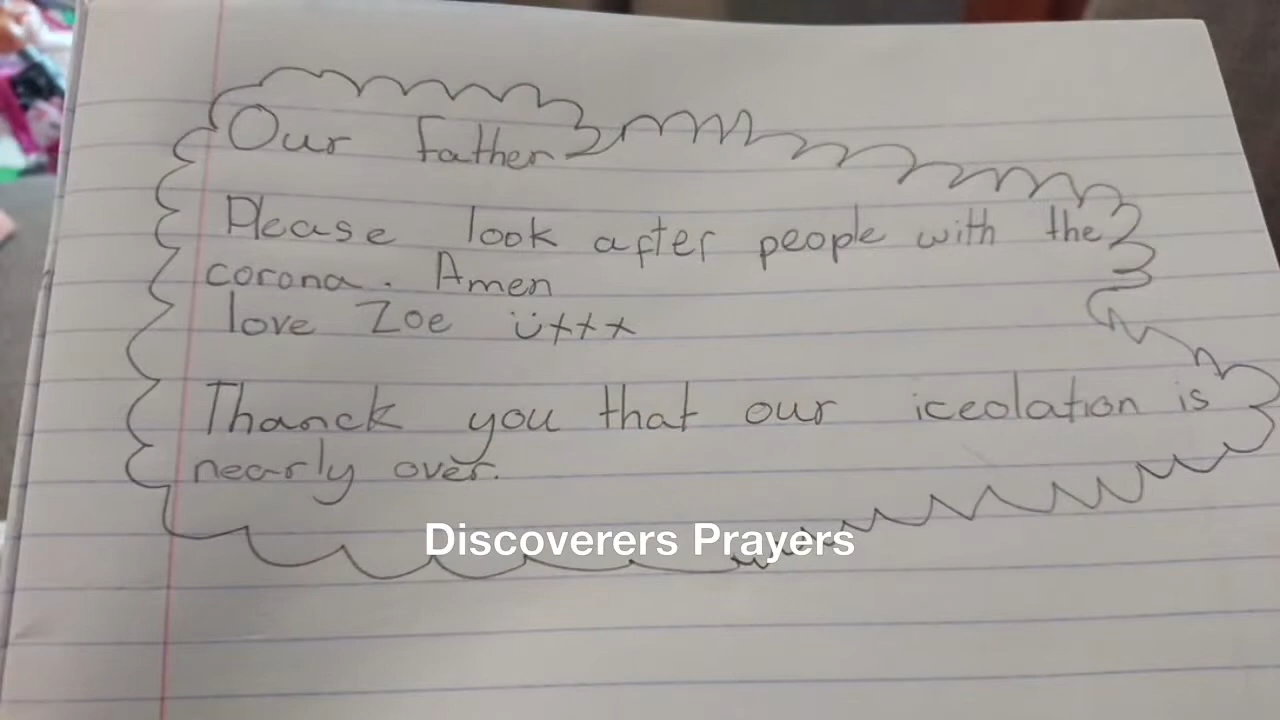 Our Father
Please look after people with the
corona. Amen
love Zoe ü+++
Thanck you that our iceolation is
nearly over.
Discoverers Prayers